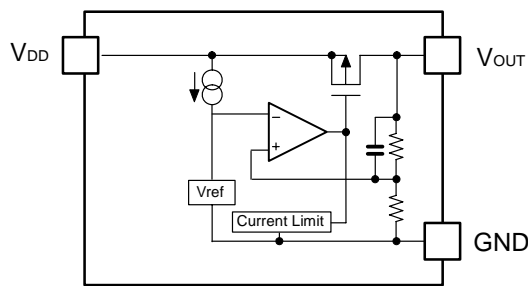 VDD
VOUT
−
+
Vref
Current Limit
GND